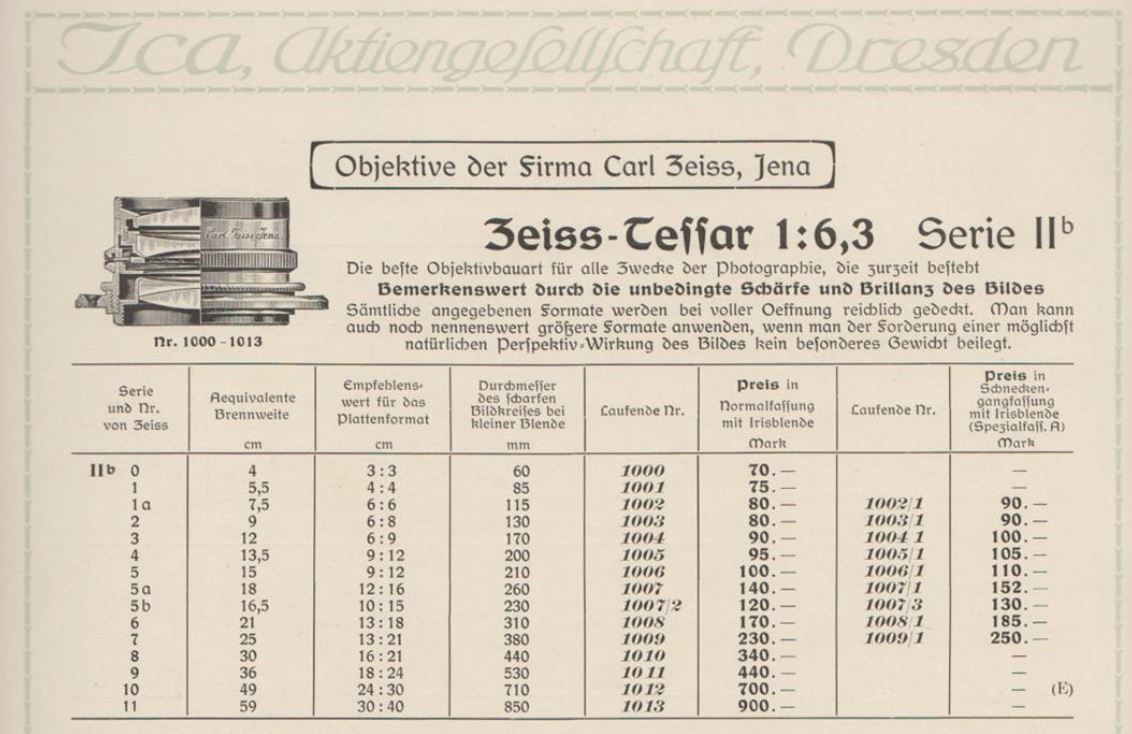 Ica, Aktiengeſellſchaft, Dresden
Objektive der Firma Carl Zeiss, Jena
Carl Zeiss Jena.
Nr. 1000 - 1013
Zeiss-Teſſar 1:6,3 Serie IIb
Die beſte Objektivbauart für alle Zwecke der Photographie, die zurzeit beſteht
Bemerkenswert durch die unbedingte Schärfe und Brillanz des Bildes
Sämtliche angegebenen Formate werden bei voller Oeffnung reichlich gedeckt. Man kann
auch noch nennenswert größere Formate anwenden, wenn man der Forderung einer möglichſt
natürlichen Perſpektiv-Wirkung des Bildes kein beſonderes Gewicht beilegt.
Serie
und Nr.
von Zeiss
Aequivalente
Brennweite
cm
Empfehlens-
wert für das
Plattenformat
cm
Durchmeſſer
des ſcharfen
Bildkreiſes bei
kleiner Blende
mm
Laufende Nr.
Preis in
Normalfaſſung
mit Irisblende
Mark
Laufende Nr.
Preis in
Schnecken-
gangfaſſung
mit Irisblende
(Spezialfaſſ. A)
Mark
IIb 0 4 3:3 60 1000 70.— —
1 5,5 4:4 85 1001 75.— —
1a 7,5 6:6 115 1002 80.— 1002/1 90.—
2 9 6:8 130 1003 80.— 1003/1 90.—
3 12 6:9 170 1004 90.— 1004 1 100.—
4 13,5 9:12 200 1005 95.— 1005/1 105.—
5 15 9:12 210 1006 100.— 1006/1 110.—
5a 18 12:16 260 1007 140.— 1007/1 152.—
5b 16,5 10:15 230 1007/2 120.— 1007/3 130.—
6 21 13:18 310 1008 170.— 1008/1 185.—
7 25 13:21 380 1009 230.— 1009/1 250.—
8 30 16:21 440 1010 340.— —
9 36 18:24 530 1011 440.— —
10 49 24:30 710 1012 700.— — (E)
11 59 30:40 850 1013 900.— —